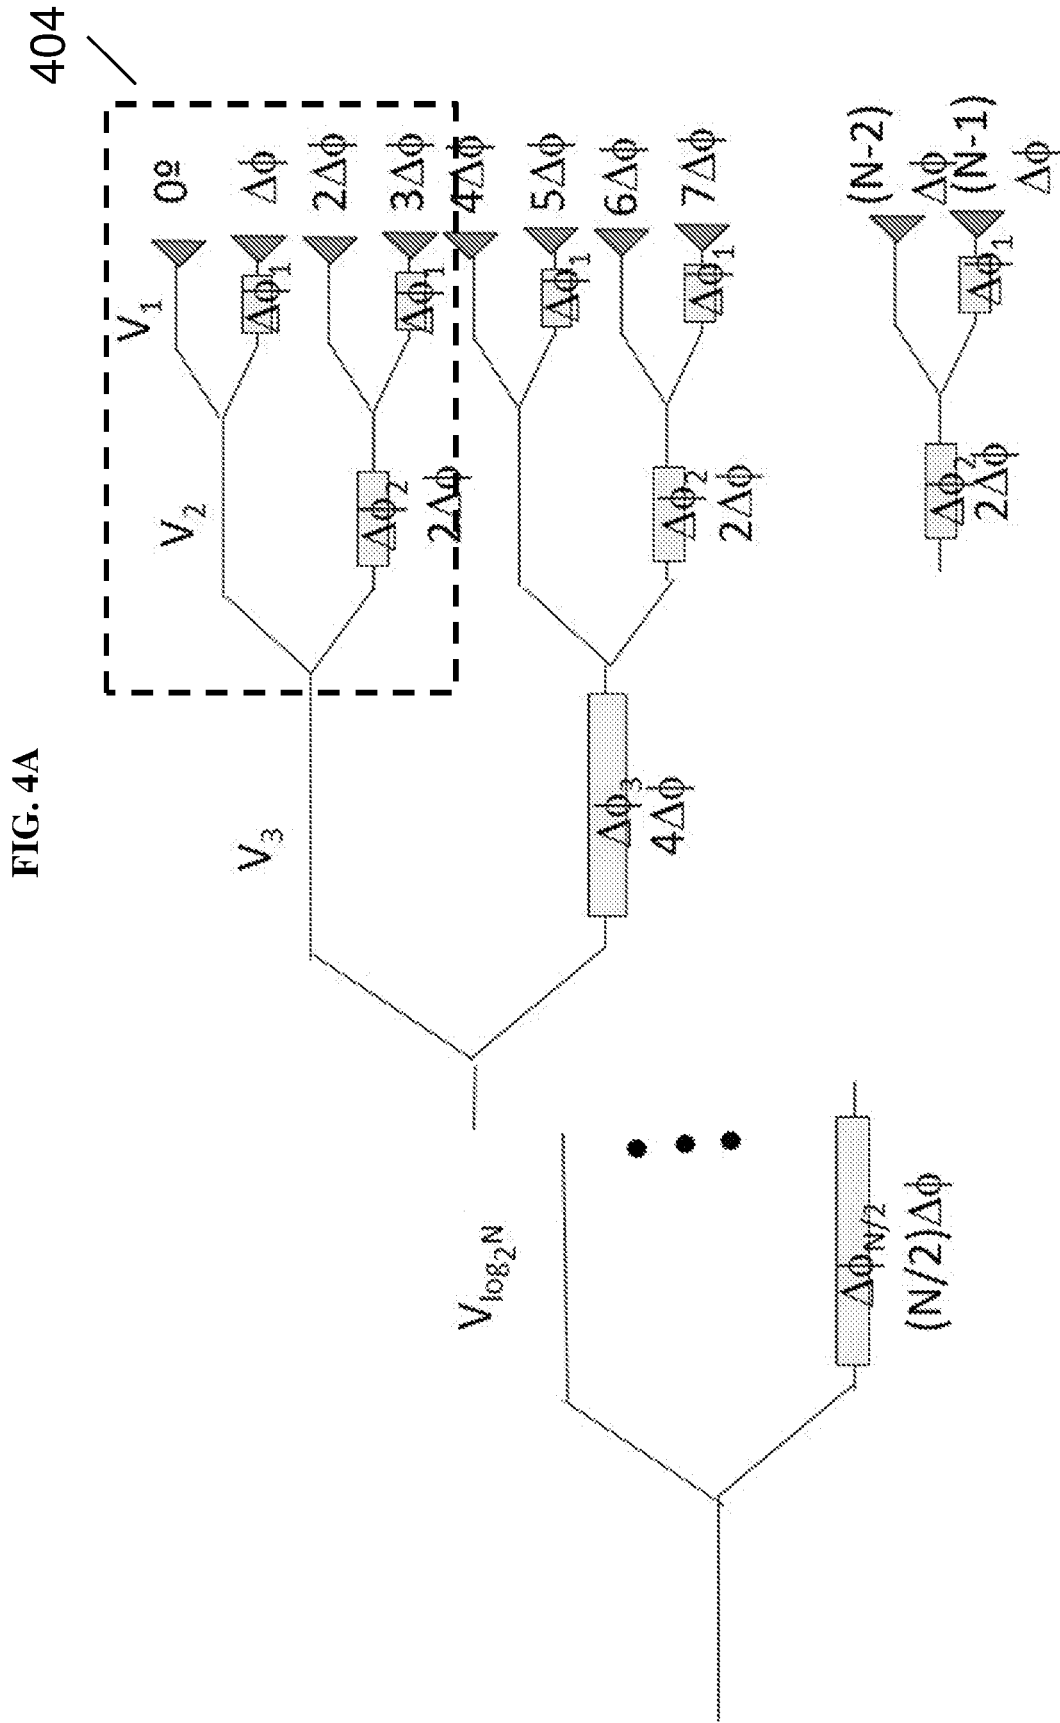 FIG. 4A
404
V1
0º
Δϕ
Δϕ1
2Δϕ
3Δϕ
Δϕ1
4Δϕ
5Δϕ
Δϕ1
6Δϕ
7Δϕ
Δϕ1
(N-2)
Δϕ
(N-1)
Δϕ
Δϕ1
V2
Δϕ2
2Δϕ
Δϕ2
2Δϕ
Δϕ2
2Δϕ
V3
Δϕ3
4Δϕ
Vlog2N
ΔϕN/2
(N/2)Δϕ